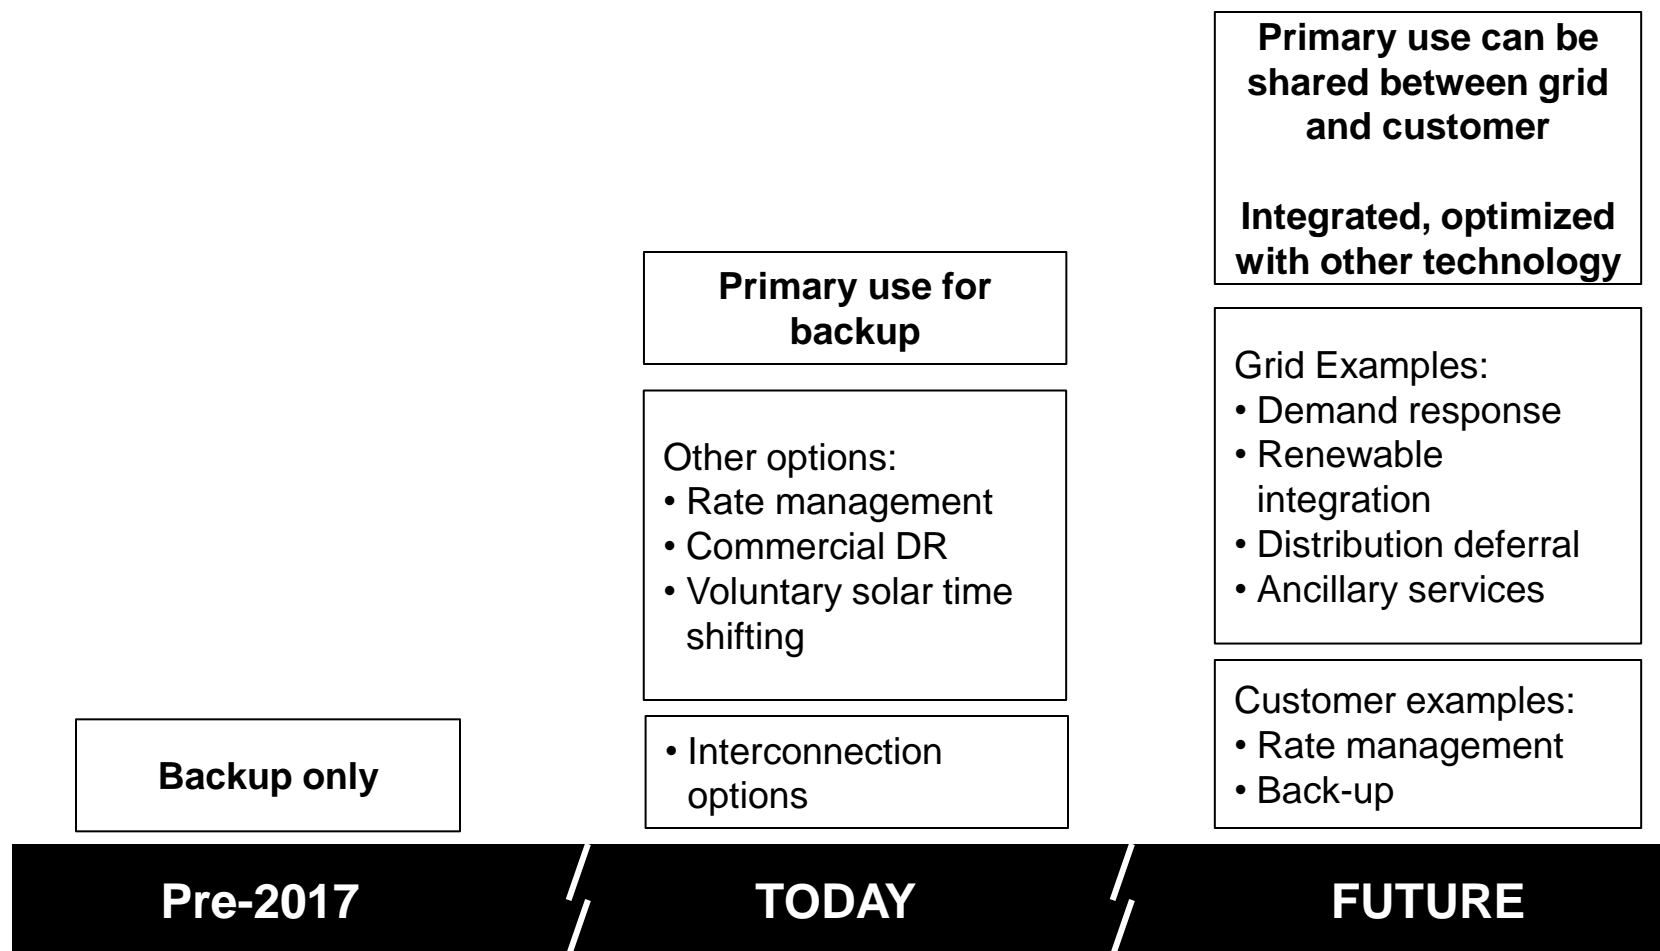 Primary use can be
shared between grid
and customer
Integrated, optimized
with other technology
Primary use for
backup
Grid Examples:
• Demand response
• Renewable
integration
• Distribution deferral
• Ancillary services
Other options:
• Rate management
• Commercial DR
• Voluntary solar time
shifting
Customer examples:
• Rate management
• Back-up
• Interconnection
options
Backup only
Pre-2017
TODAY
FUTURE